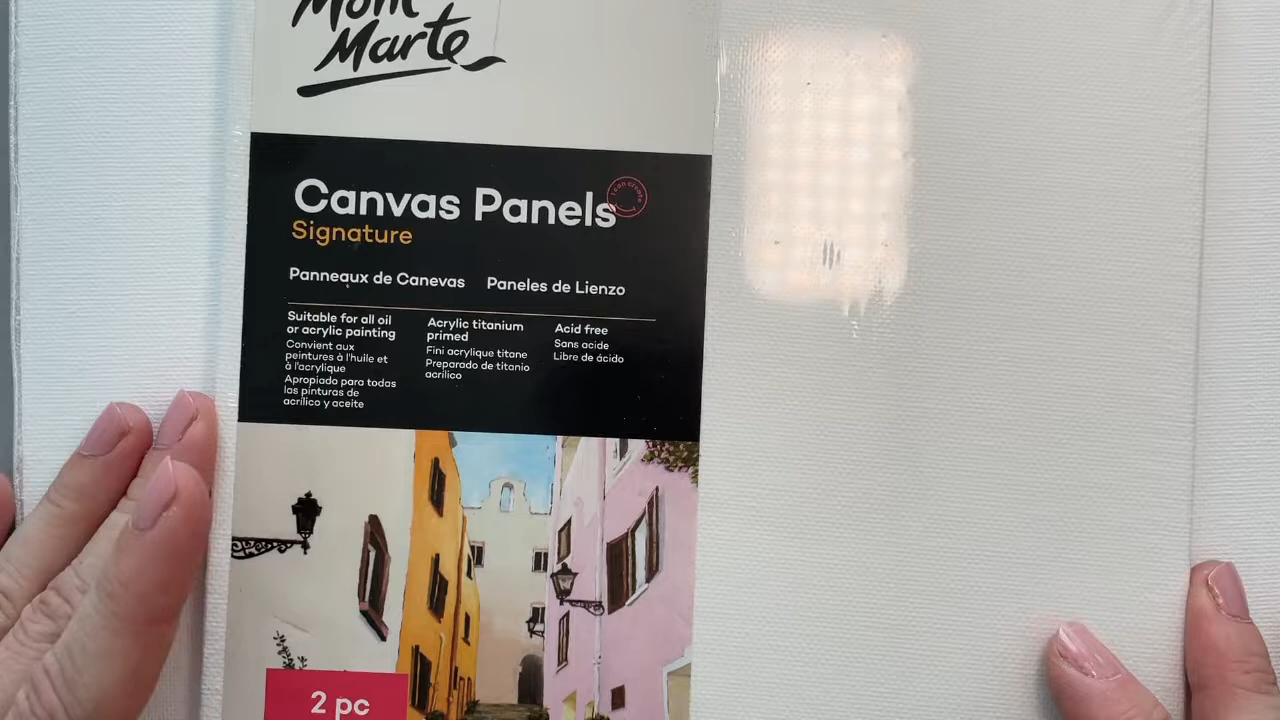 Mont
Marte
Canvas Panels
I can create
Signature
Panneaux de Canevas
Paneles de Lienzo
Suitable for all oil
or acrylic painting
Convient aux
peintures à l'huile et
à l'acrylique
Apropiado para todas
las pinturas de
acrílico y aceite
Acrylic titanium
primed
Fini acrylique titane
Preparado de titanio
acrílico
Acid free
Sans acide
Libre de ácido
2 pc